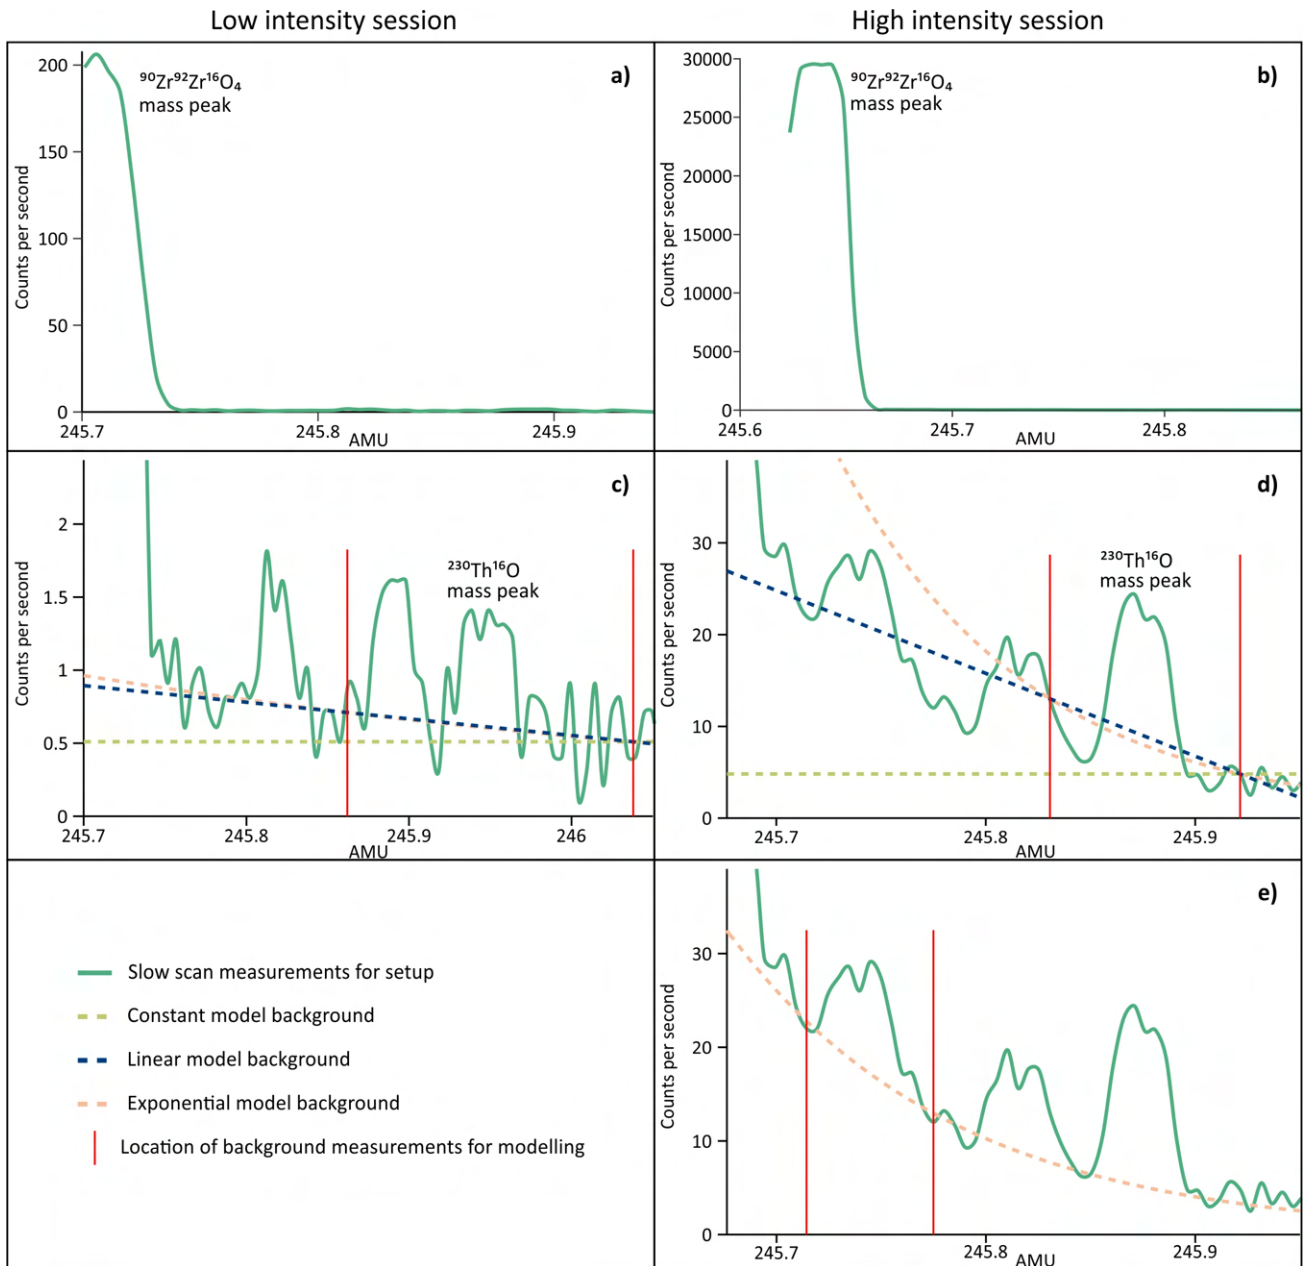 Low intensity session
High intensity session
a)
⁹⁰Zr⁹²Zr¹⁶O₄
mass peak
Counts per second
200
150
100
50
0
245.7
245.8
245.9
AMU
b)
⁹⁰Zr⁹²Zr¹⁶O₄
mass peak
Counts per second
30000
25000
20000
15000
10000
5000
0
245.6
245.7
245.8
AMU
c)
²³⁰Th¹⁶O
mass peak
Counts per second
2
1.5
1
0.5
0
245.7
245.8
245.9
246
AMU
d)
²³⁰Th¹⁶O
mass peak
Counts per second
30
20
10
0
245.7
245.8
245.9
AMU
Slow scan measurements for setup
Constant model background
Linear model background
Exponential model background
Location of background measurements for modelling
e)
Counts per second
30
20
10
0
245.7
245.8
245.9
AMU